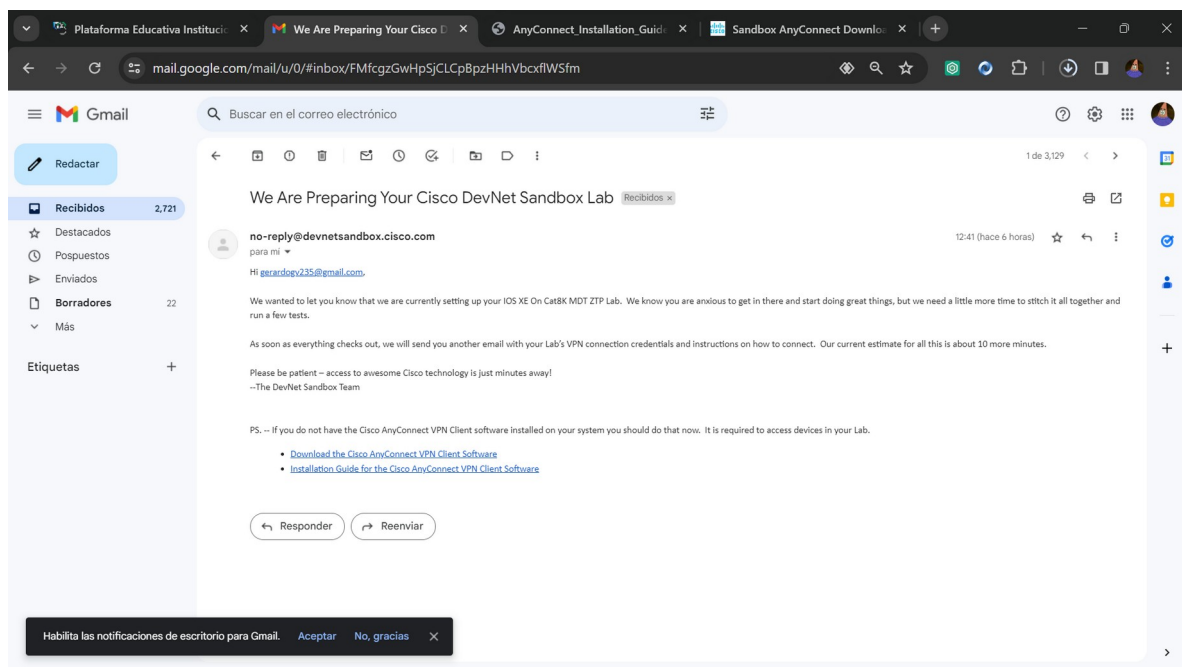 Plataforma Educativa Institucio
We Are Preparing Your Cisco D
AnyConnect_Installation_Guide
Sandbox AnyConnect Downloa
mail.google.com/mail/u/0/#inbox/FMfcgzGwHpSjCLCpBpzHHhVbcxflWSfm
Gmail
Buscar en el correo electrónico
Redactar
1 de 3,129
We Are Preparing Your Cisco DevNet Sandbox Lab Recibidos ×
Recibidos 2,721
Destacados
Pospuestos
Enviados
Borradores 22
Más
Etiquetas
no-reply@devnetsandbox.cisco.com 12:41 (hace 6 horas)
para mí
Hi gerardogy235@gmail.com,
We wanted to let you know that we are currently setting up your IOS XE On Cat8K MDT ZTP Lab. We know you are anxious to get in there and start doing great things, but we need a little more time to stitch it all together and
run a few tests.
As soon as everything checks out, we will send you another email with your Lab's VPN connection credentials and instructions on how to connect. Our current estimate for all this is about 10 more minutes.
Please be patient – access to awesome Cisco technology is just minutes away!
--The DevNet Sandbox Team
PS. -- If you do not have the Cisco AnyConnect VPN Client software installed on your system you should do that now. It is required to access devices in your Lab.
• Download the Cisco AnyConnect VPN Client Software
• Installation Guide for the Cisco AnyConnect VPN Client Software
Responder Reenviar
Habilita las notificaciones de escritorio para Gmail. Aceptar No, gracias